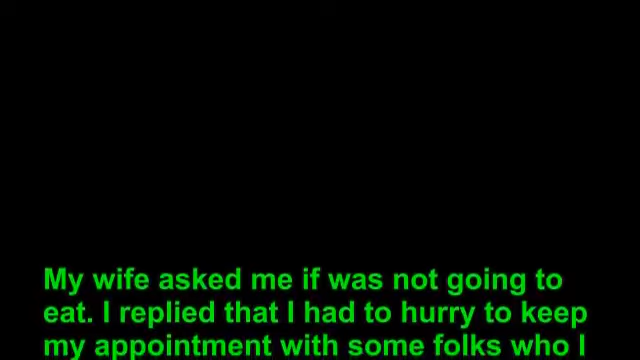 My wife asked me if was not going to
eat. I replied that I had to hurry to keep
my appointment with some folks who I